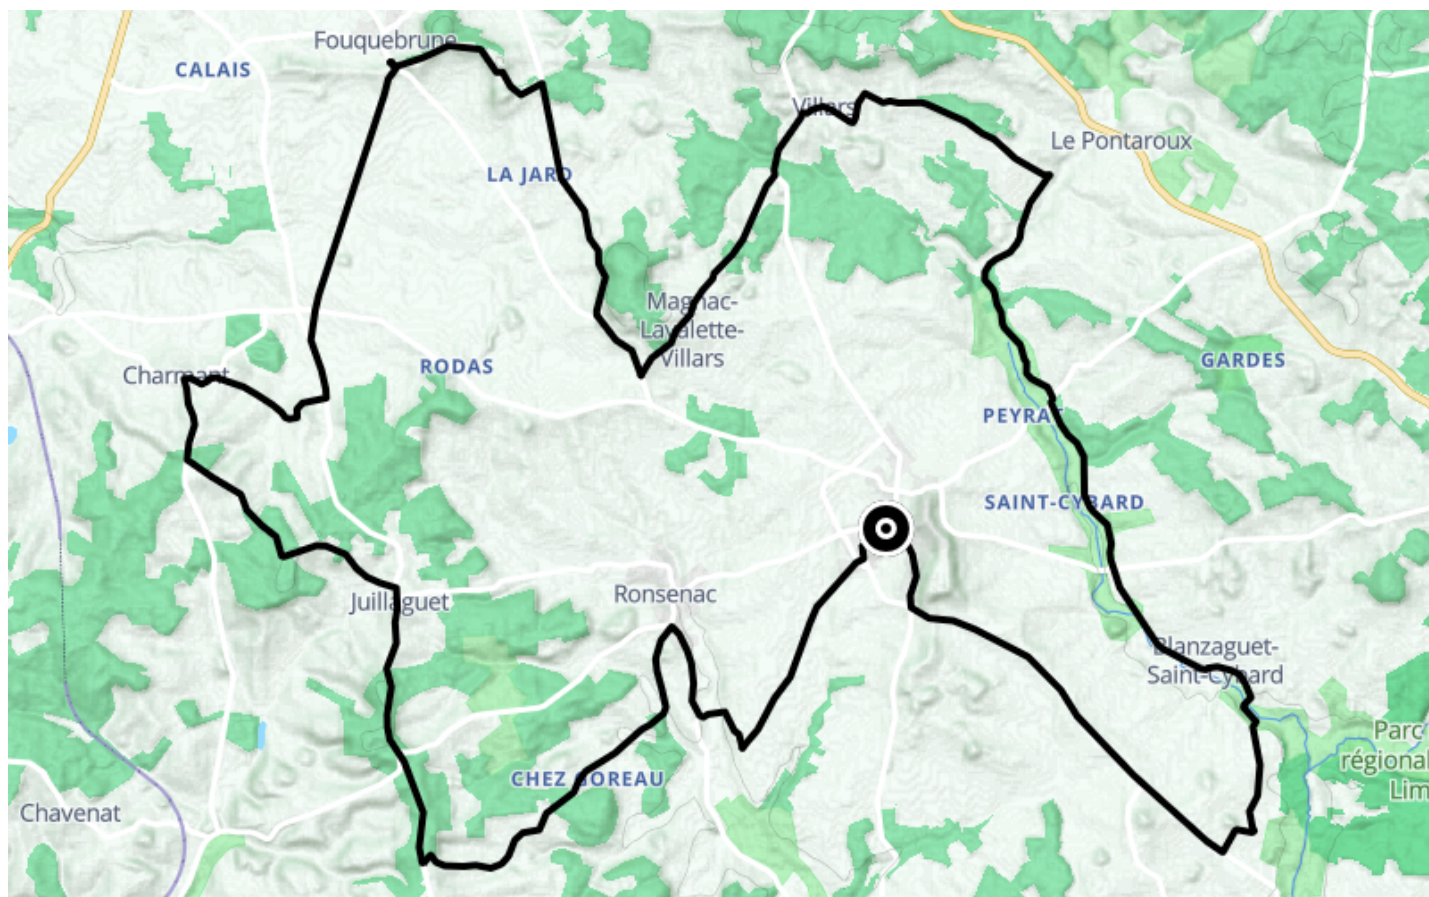 Fouquebrune
CALAIS
Villars
Le Pontaroux
LA JARD
Magnac-
Lavalette-
Villars
Charmant
RODAS
GARDES
PEYRAT
SAINT-CYBARD
Juillaguet
Ronsenac
Blanzaguet-
Saint-Cybard
Parc
régional
Lim
CHEZ GOREAU
Chavenat